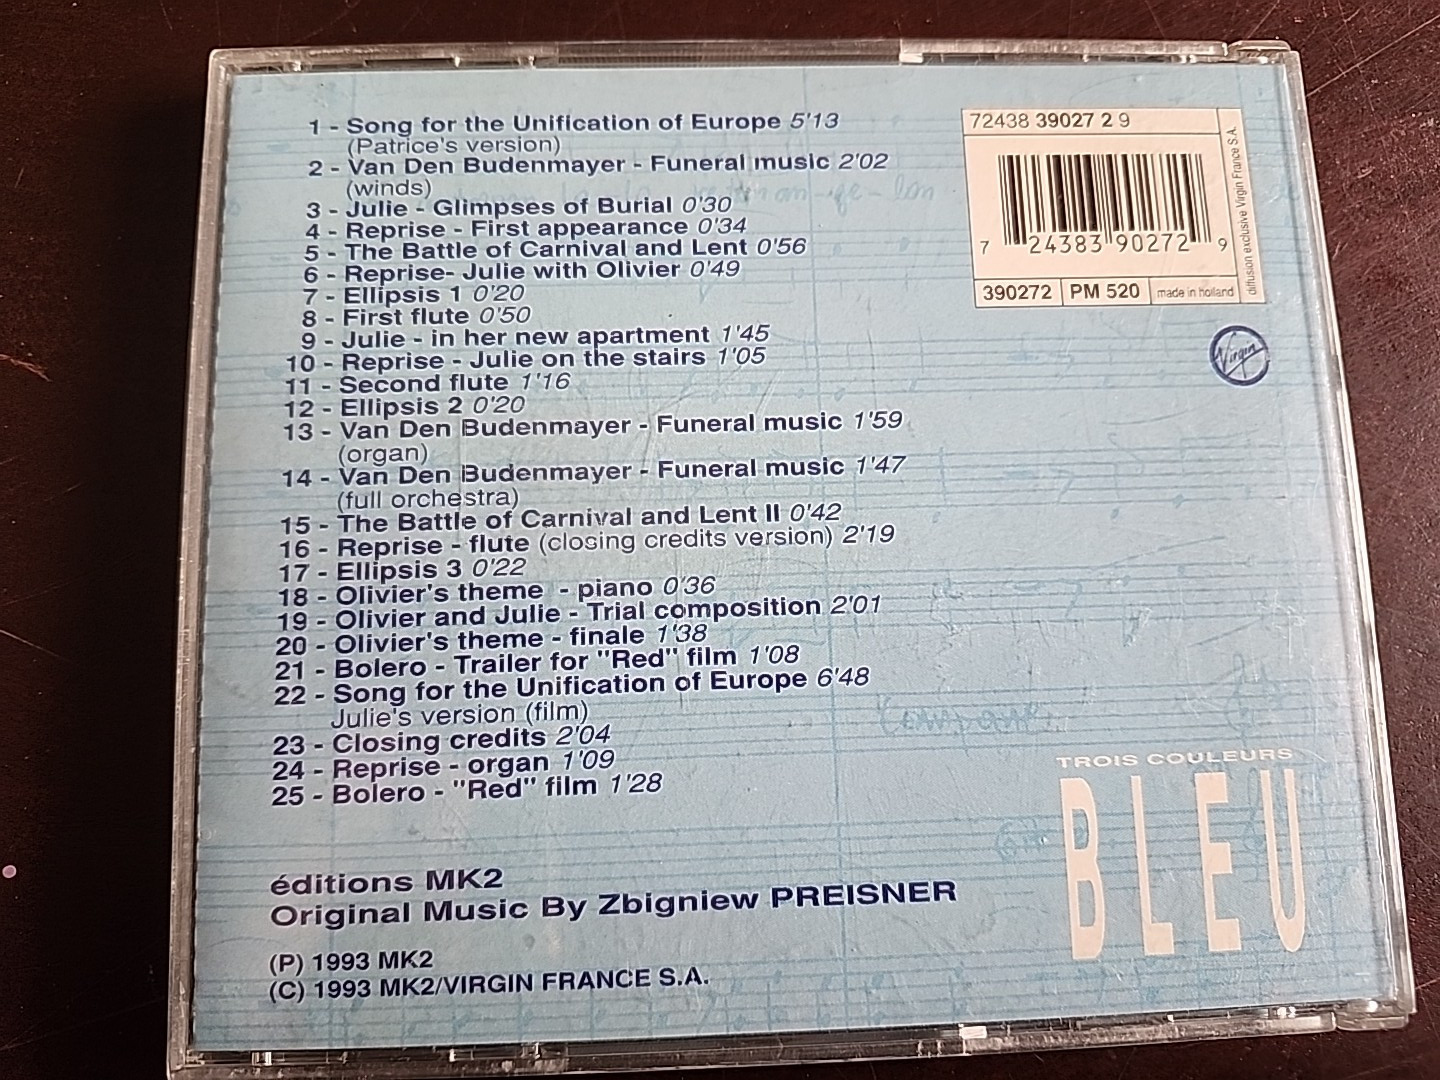 1 - Song for the Unification of Europe 5'13
(Patrice's version)
2 - Van Den Budenmayer - Funeral music 2'02
(winds)
3 - Julie - Glimpses of Burial 0'30
4 - Reprise - First appearance 0'34
5 - The Battle of Carnival and Lent 0'56
6 - Reprise- Julie with Olivier 0'49
7 - Ellipsis 1 0'20
8 - First flute 0'50
9 - Julie - in her new apartment 1'45
10 - Reprise - Julie on the stairs 1'05
11 - Second flute 1'16
12 - Ellipsis 2 0'20
13 - Van Den Budenmayer - Funeral music 1'59
(organ)
14 - Van Den Budenmayer - Funeral music 1'47
(full orchestra)
15 - The Battle of Carnival and Lent II 0'42
16 - Reprise - flute (closing credits version) 2'19
17 - Ellipsis 3 0'22
18 - Olivier's theme - piano 0'36
19 - Olivier and Julie - Trial composition 2'01
20 - Olivier's theme - finale 1'38
21 - Bolero - Trailer for "Red" film 1'08
22 - Song for the Unification of Europe 6'48
Julie's version (film)
23 - Closing credits 2'04
24 - Reprise - organ 1'09
25 - Bolero - "Red" film 1'28
éditions MK2
Original Music By Zbigniew PREISNER
(P) 1993 MK2
(C) 1993 MK2/VIRGIN FRANCE S.A.
72438 39027 2 9
7 24383 90272 9
390272 PM 520 made in holland
diffusion exclusive Virgin France S.A.
Virgin
TROIS COULEURS
BLEU